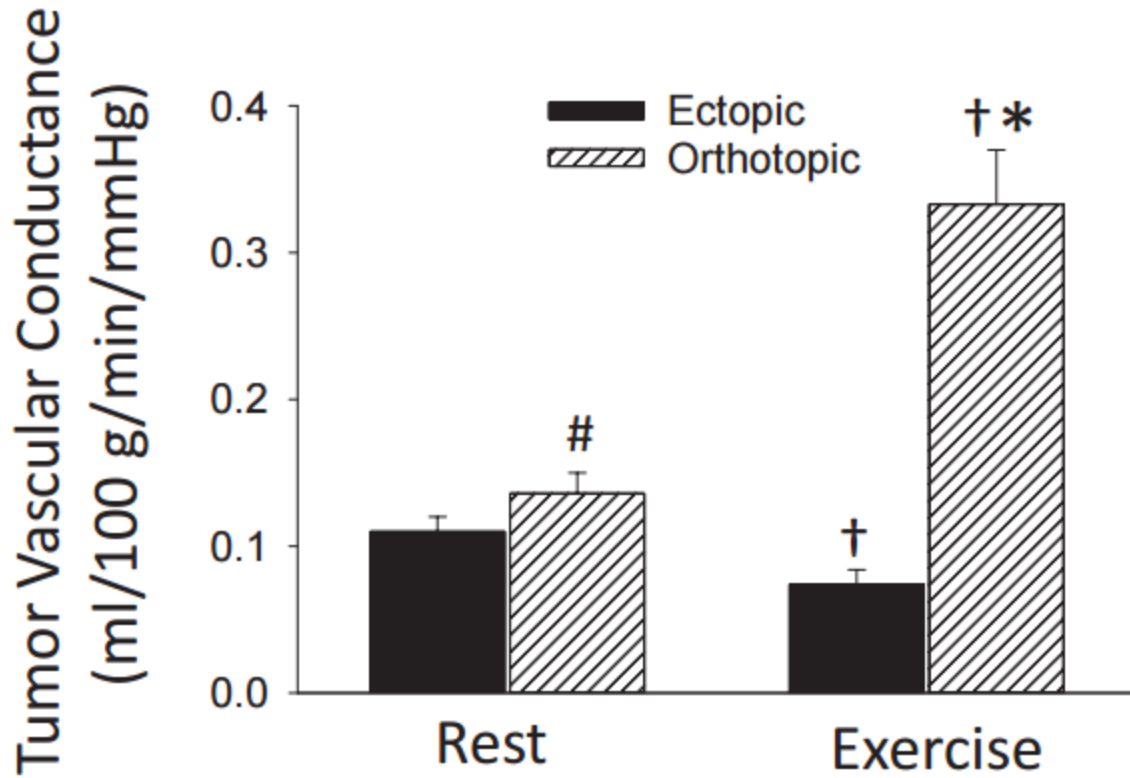 Tumor Vascular Conductance
(ml/100 g/min/mmHg)
0.4
0.3
0.2
0.1
0.0
Ectopic
Orthotopic
#
†
†*
Rest
Exercise